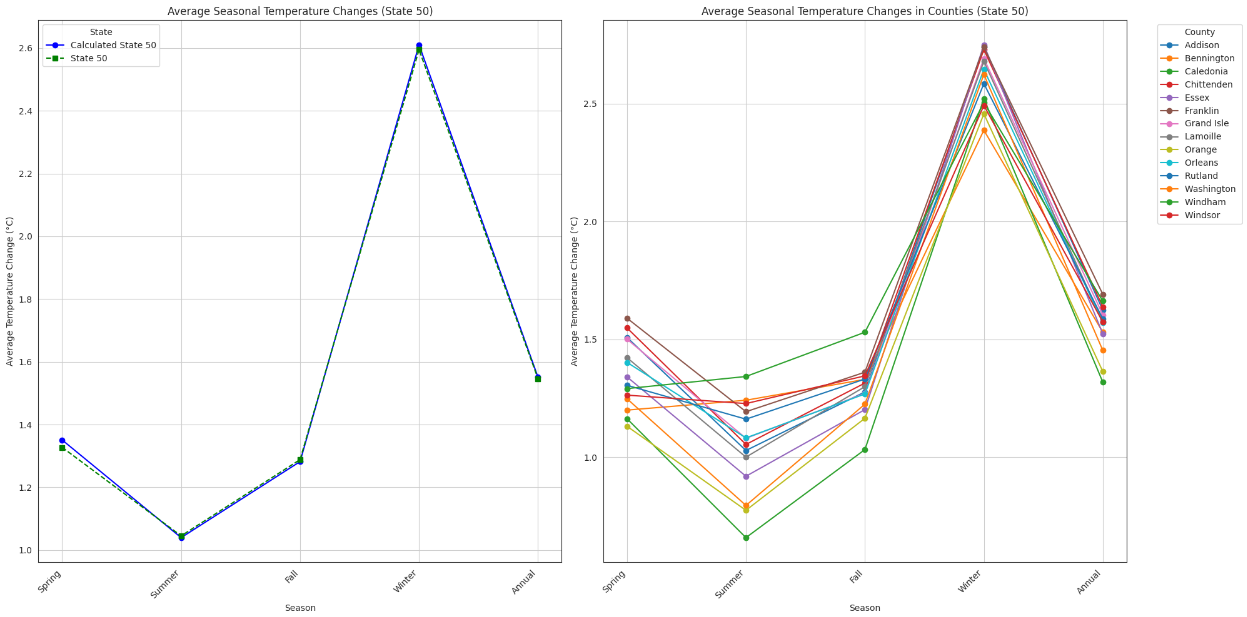 Average Seasonal Temperature Changes (State 50)
State
Calculated State 50
State 50
2.6
2.4
2.2
2.0
1.8
1.6
1.4
1.2
1.0
Average Temperature Change (°C)
Spring
Summer
Fall
Winter
Annual
Season
Average Seasonal Temperature Changes in Counties (State 50)
2.5
2.0
1.5
1.0
Average Temperature Change (°C)
Spring
Summer
Fall
Winter
Annual
Season
County
Addison
Bennington
Caledonia
Chittenden
Essex
Franklin
Grand Isle
Lamoille
Orange
Orleans
Rutland
Washington
Windham
Windsor